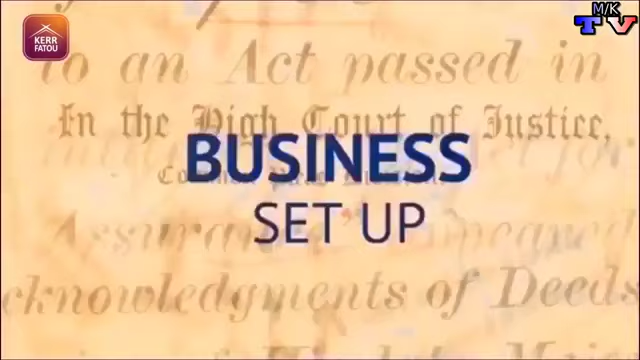 KERR
FATOU
M/K
TV
to an Act passed in
In the High Court of Justice,
BUSINESS
SET UP
Assurance
cknowledgments of Deeds